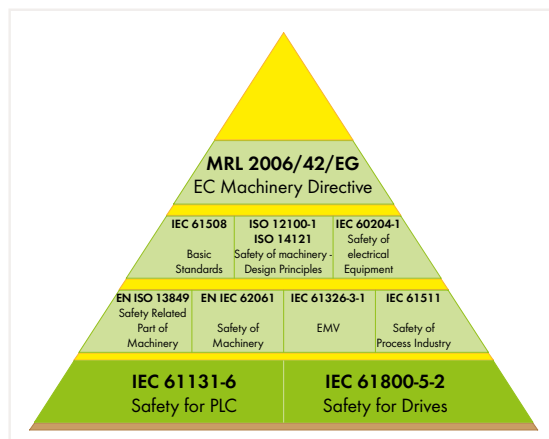 MRL 2006/42/EG
EC Machinery Directive
IEC 61508
Basic
Standards
ISO 12100-1
ISO 14121
Safety of machinery -
Design Principles
IEC 60204-1
Safety of
electrical
Equipment
EN ISO 13849
Safety Related
Part of
Machinery
EN IEC 62061
Safety of
Machinery
IEC 61326-3-1
EMV
IEC 61511
Safety of
Process Industry
IEC 61131-6
Safety for PLC
IEC 61800-5-2
Safety for Drives